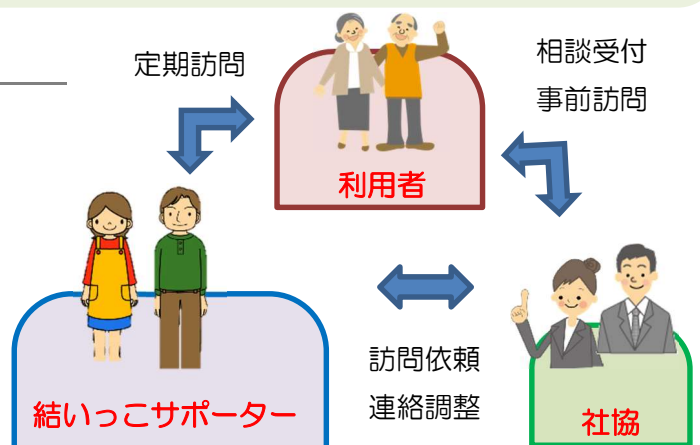 定期訪問
相談受付
事前訪問
利用者
訪問依頼
連絡調整
結いっこサポーター
社協